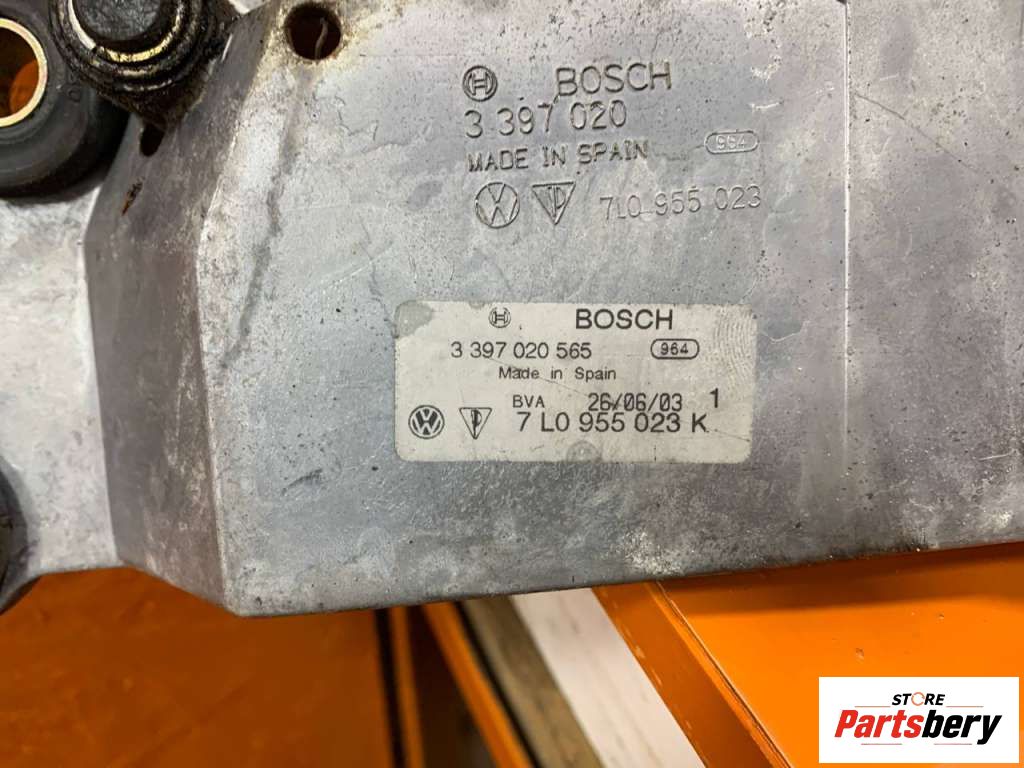 BOSCH
3 397 020
MADE IN SPAIN 964
7L0 955 023
BOSCH
3 397 020 565 964
Made in Spain
BVA 26/06/03 1
7 L0 955 023 K
STORE
Partsbery